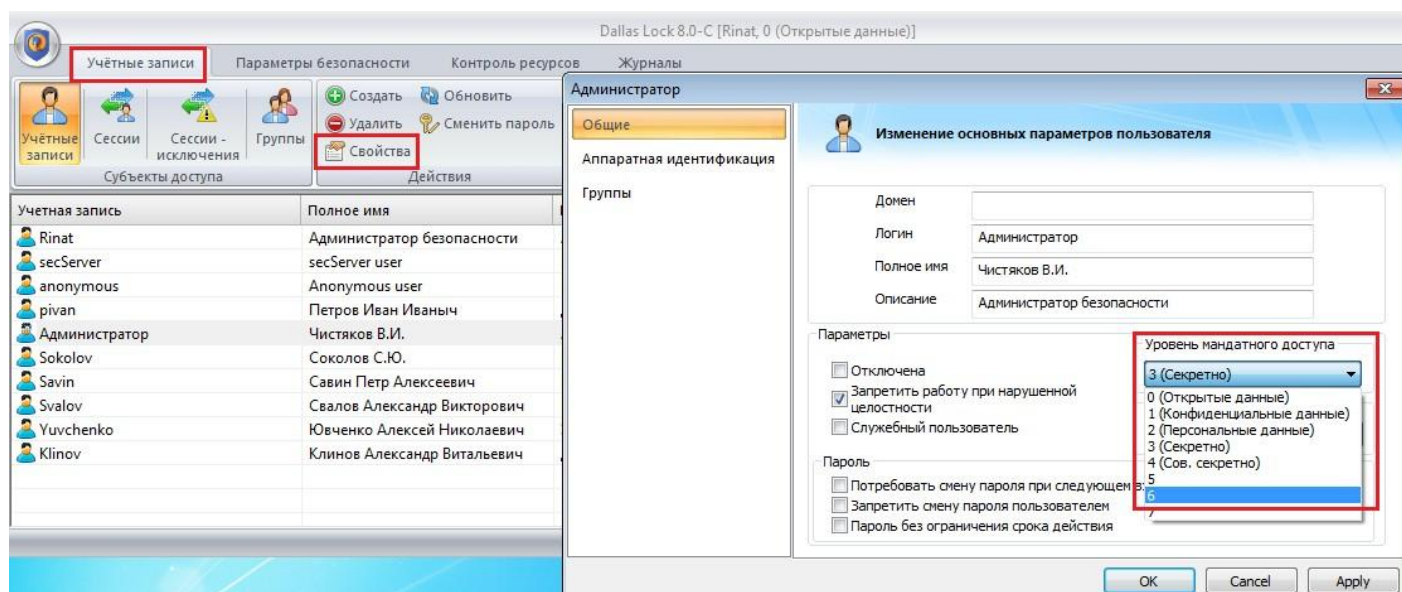 Dallas Lock 8.0-C [Rinat, 0 (Открытые данные)]
Учётные записи Параметры безопасности Контроль ресурсов Журналы
Учётные записи
Сессии
Сессии - исключения
Группы
Субъекты доступа
Создать Обновить
Удалить Сменить пароль
Свойства
Действия
Учетная запись Полное имя
Rinat Администратор безопасности
secServer secServer user
anonymous Anonymous user
pivan Петров Иван Иваныч
Администратор Чистяков В.И.
Sokolov Соколов С.Ю.
Savin Савин Петр Алексеевич
Svalov Свалов Александр Викторович
Yuvchenko Ювченко Алексей Николаевич
Klinov Клинов Александр Витальевич
Администратор
Общие
Аппаратная идентификация
Группы
Изменение основных параметров пользователя
Домен
Логин Администратор
Полное имя Чистяков В.И.
Описание Администратор безопасности
Параметры
Отключена
Запретить работу при нарушенной
целостности
Служебный пользователь
Уровень мандатного доступа
3 (Секретно)
0 (Открытые данные)
1 (Конфиденциальные данные)
2 (Персональные данные)
3 (Секретно)
4 (Сов. секретно)
5
6
7
Пароль
Потребовать смену пароля при следующем
Запретить смену пароля пользователем
Пароль без ограничения срока действия
OK Cancel Apply